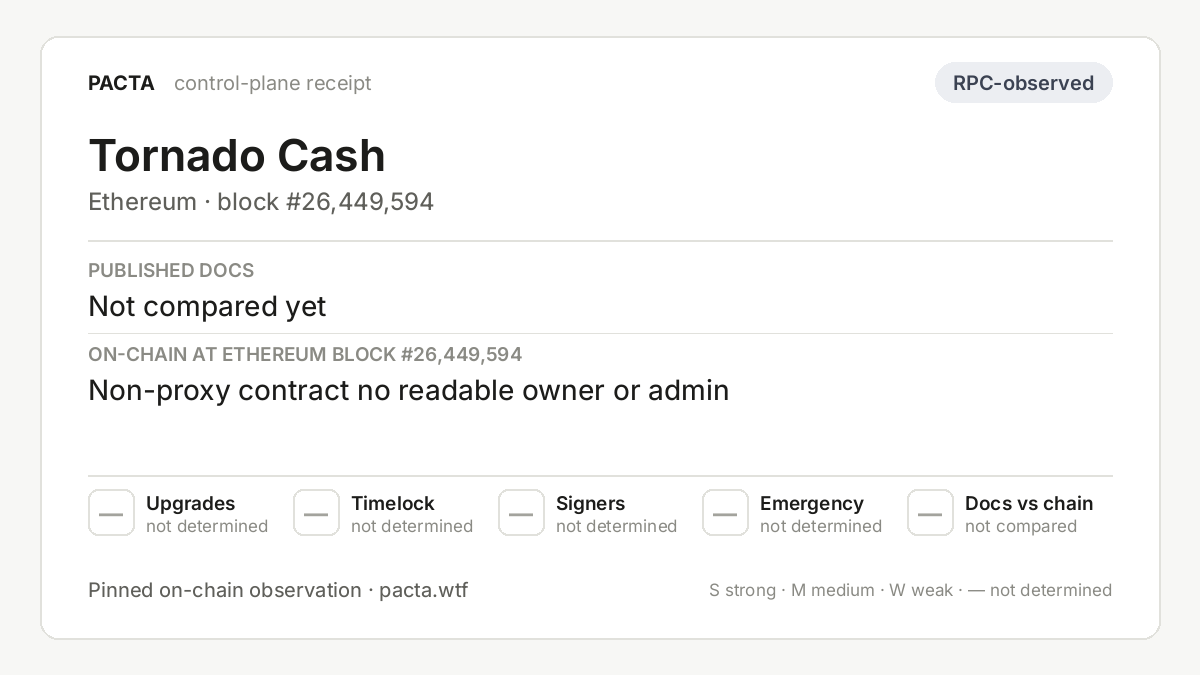 PACTA control-plane receipt RPC-observed
Tornado Cash
Ethereum · block #26,449,594
PUBLISHED DOCS
Not compared yet
ON-CHAIN AT ETHEREUM BLOCK #26,449,594
Non-proxy contract no readable owner or admin
— Upgrades — Timelock — Signers — Emergency — Docs vs chain
not determined not determined not determined not determined not compared
Pinned on-chain observation · pacta.wtf S strong · M medium · W weak · — not determined